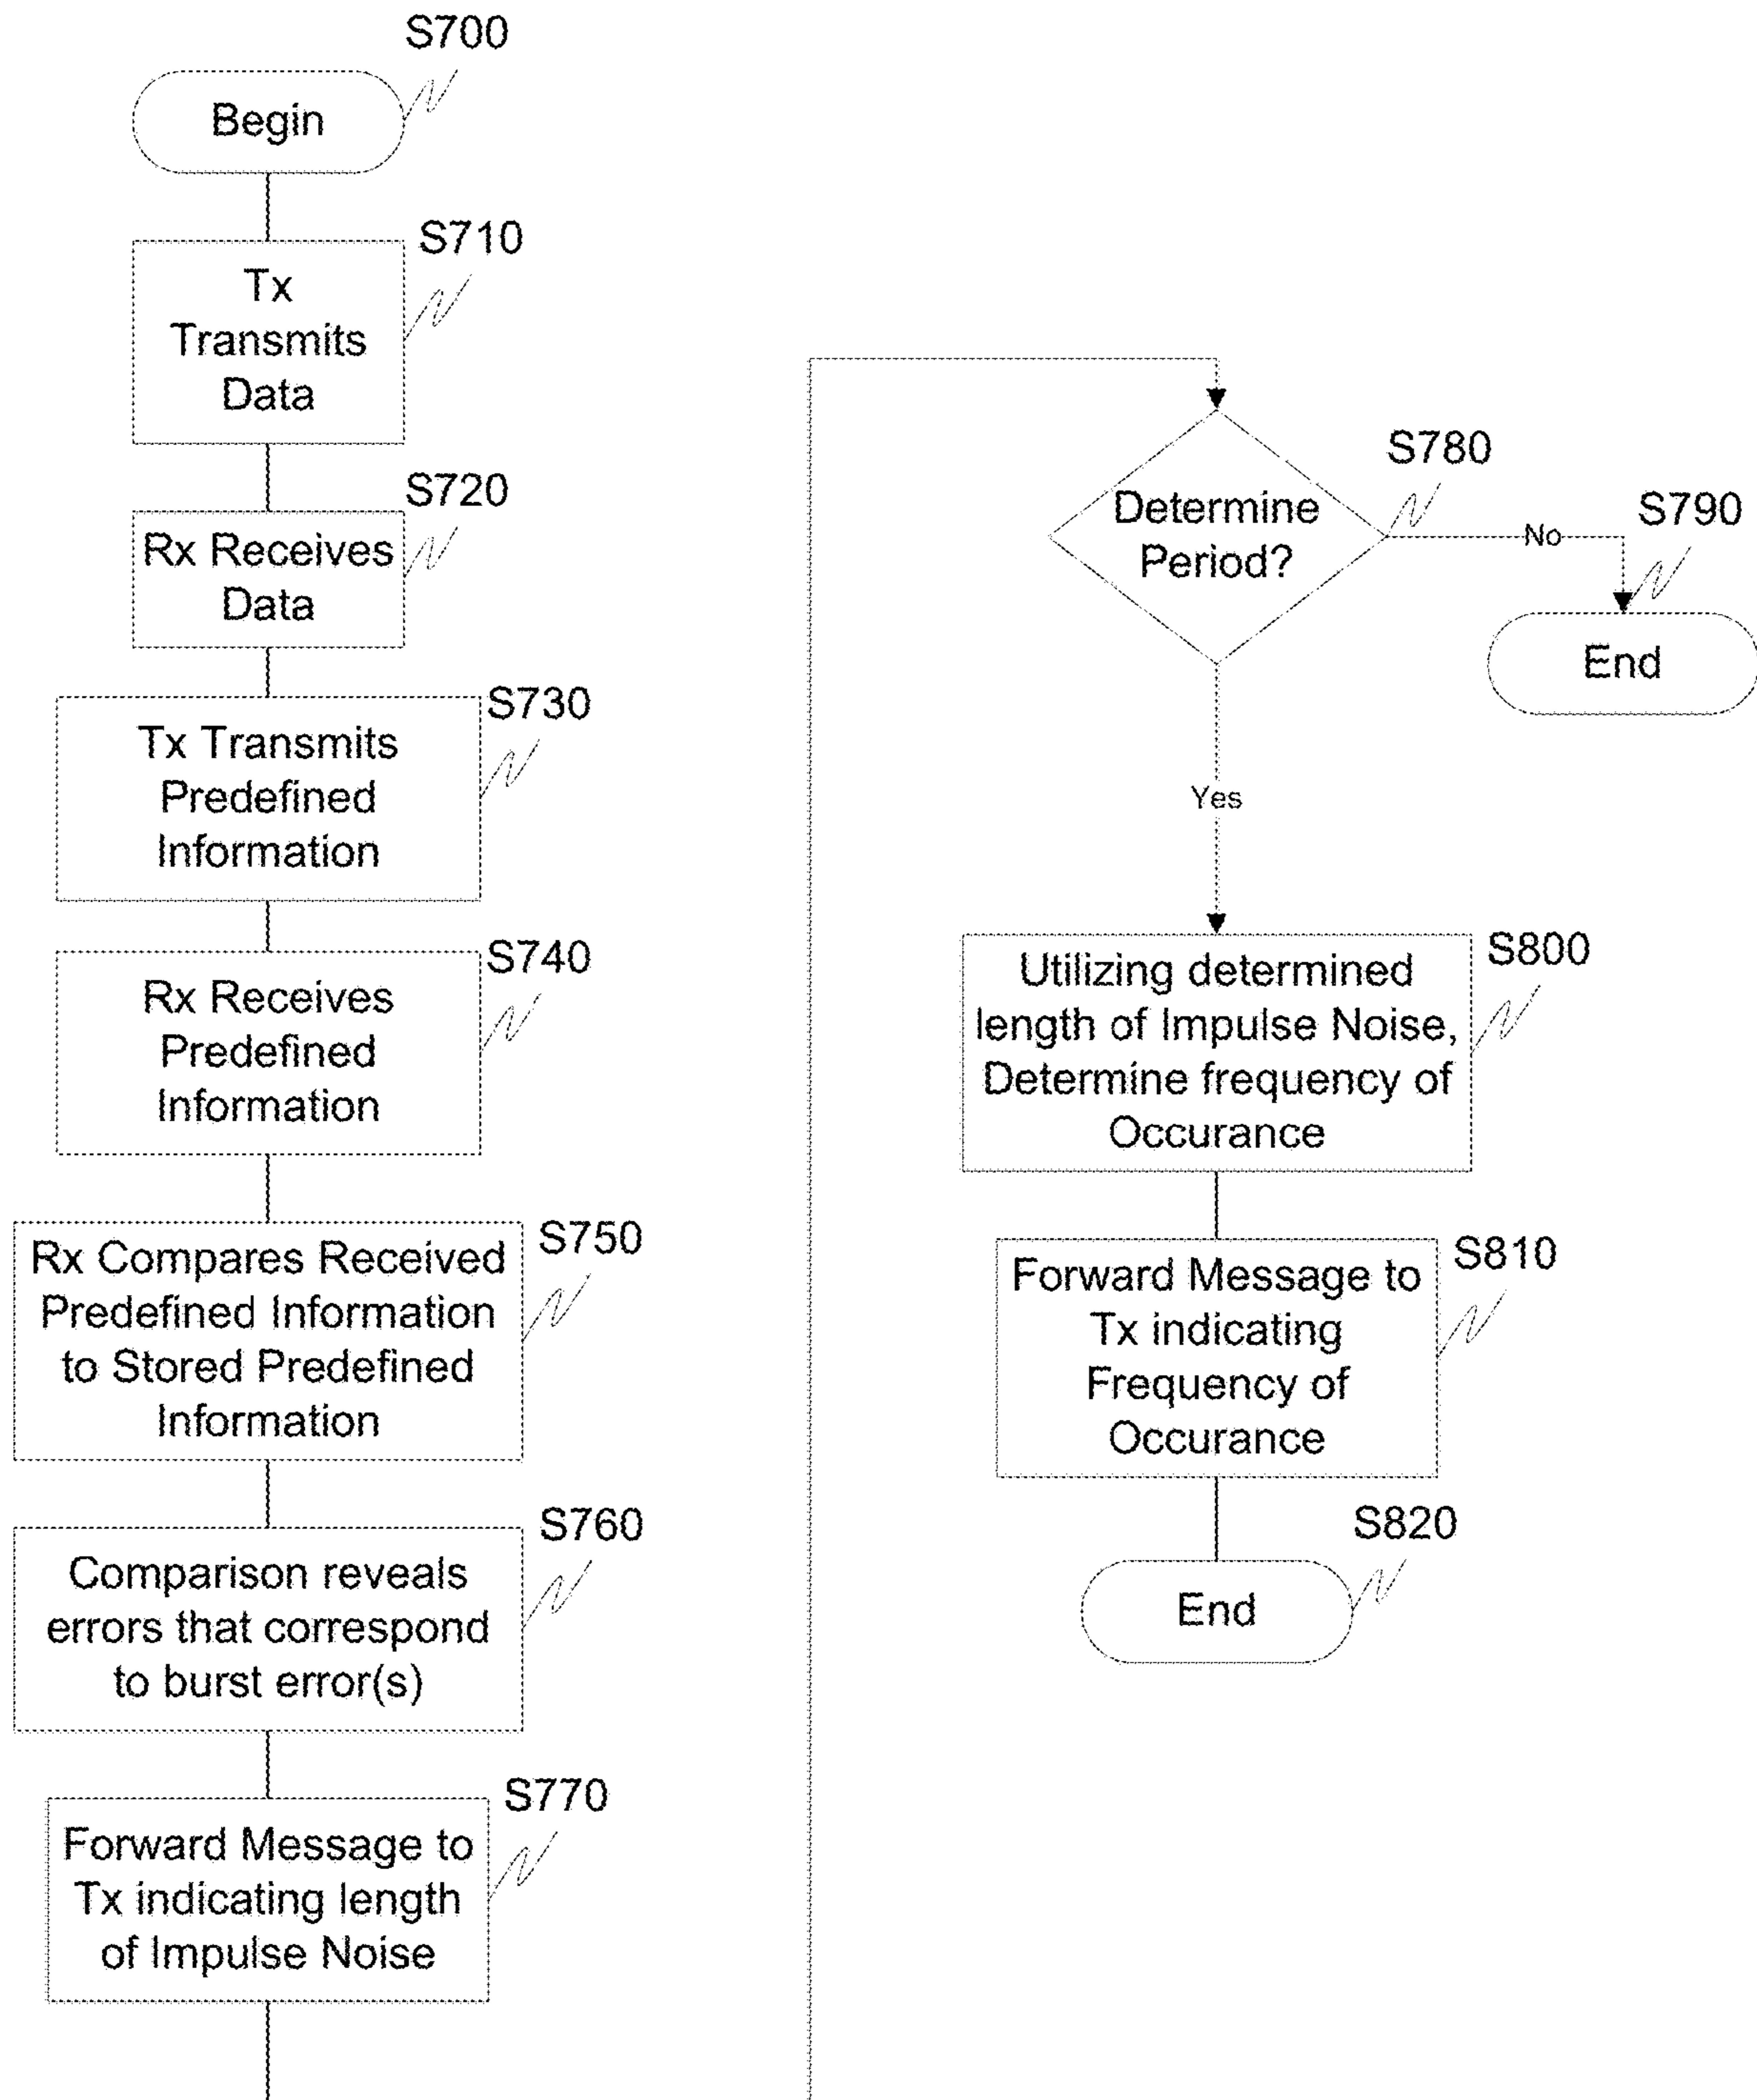 S700
Begin
S710
Tx
Transmits
Data
S720
Rx Receives
Data
S730
Tx Transmits
Predefined
Information
S740
Rx Receives
Predefined
Information
S750
Rx Compares Received
Predefined Information
to Stored Predefined
Information
S760
Comparison reveals
errors that correspond
to burst error(s)
S770
Forward Message to
Tx indicating length
of Impulse Noise
S780
Determine
Period?
No
S790
End
Yes
S800
Utilizing determined
length of Impulse Noise,
Determine frequency of
Occurance
S810
Forward Message to
Tx indicating
Frequency of
Occurance
S820
End